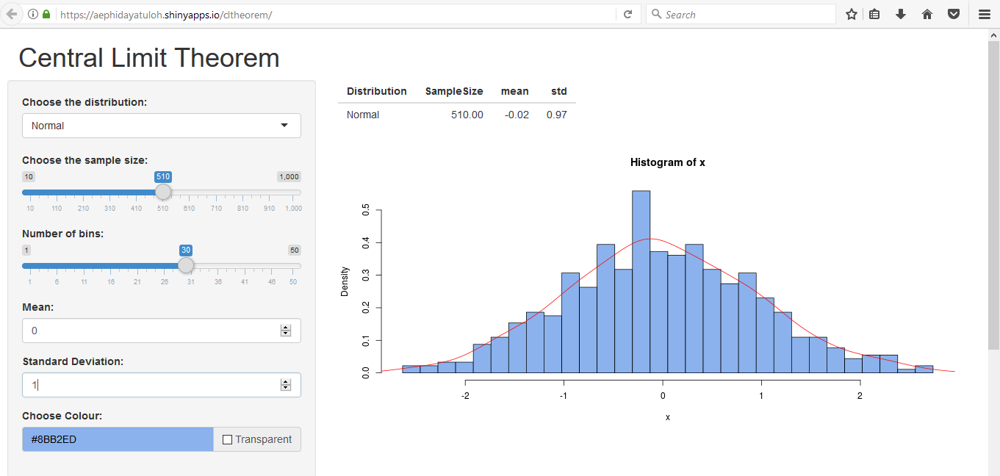 https://aephidayatuloh.shinyapps.io/cltheorem/
Search
Central Limit Theorem
Choose the distribution:
Normal
Choose the sample size:
10 510 1,000
10 110 210 310 410 510 610 710 810 910 1,000
Number of bins:
1 30 50
1 6 11 16 21 26 31 36 41 46 50
Mean:
0
Standard Deviation:
1
Choose Colour:
#8BB2ED Transparent
Distribution SampleSize mean std
Normal 510.00 -0.02 0.97
Histogram of x
Density
0.5
0.4
0.3
0.2
0.1
0.0
-2 -1 0 1 2
x